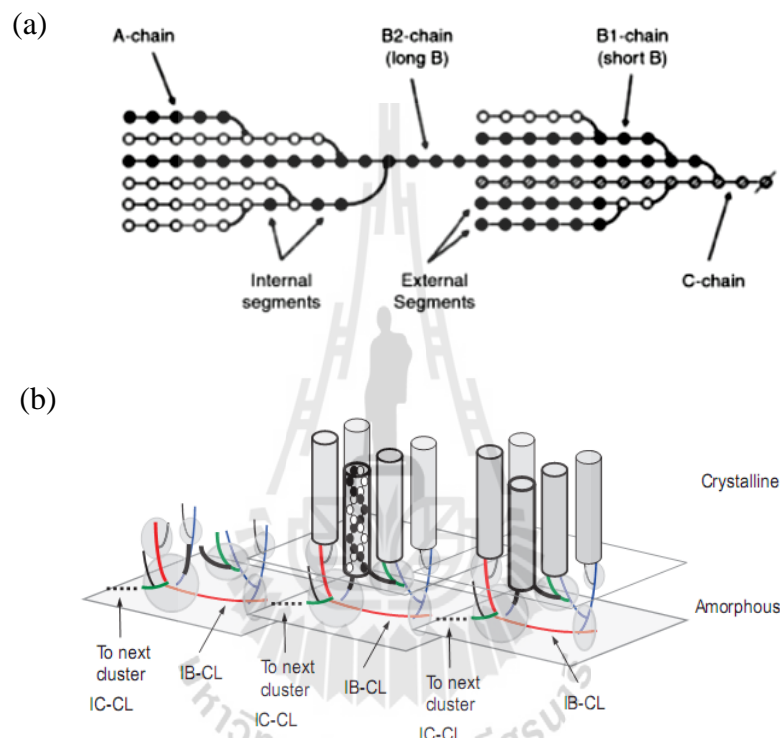 (a)
A-chain
B2-chain
(long B)
B1-chain
(short B)
Internal
segments
External
Segments
C-chain
(b)
Crystalline
Amorphous
To next
cluster
IC-CL
IB-CL
To next
cluster
IC-CL
IB-CL
To next
cluster
IC-CL
IB-CL